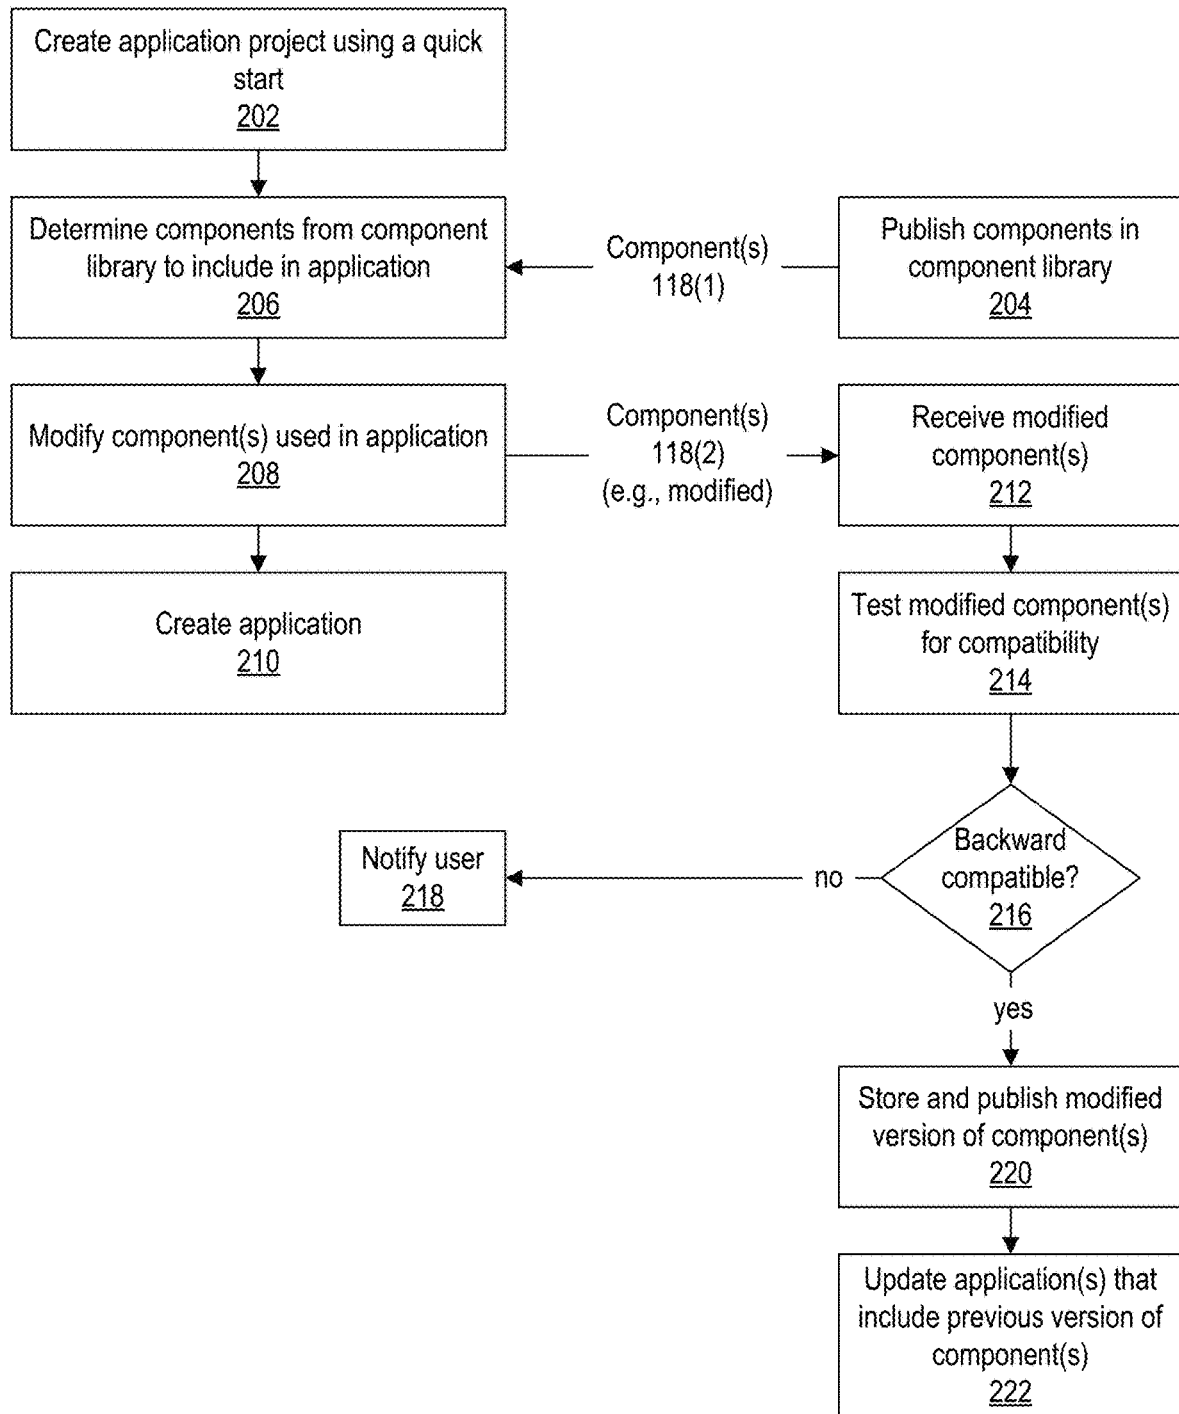 Create application project using a quick
start
202
Determine components from component
library to include in application
206
Component(s)
118(1)
Publish components in
component library
204
Modify component(s) used in application
208
Component(s)
118(2)
(e.g., modified)
Receive modified
component(s)
212
Create application
210
Test modified component(s)
for compatibility
214
Backward
compatible?
216
no
Notify user
218
yes
Store and publish modified
version of component(s)
220
Update application(s) that
include previous version of
component(s)
222